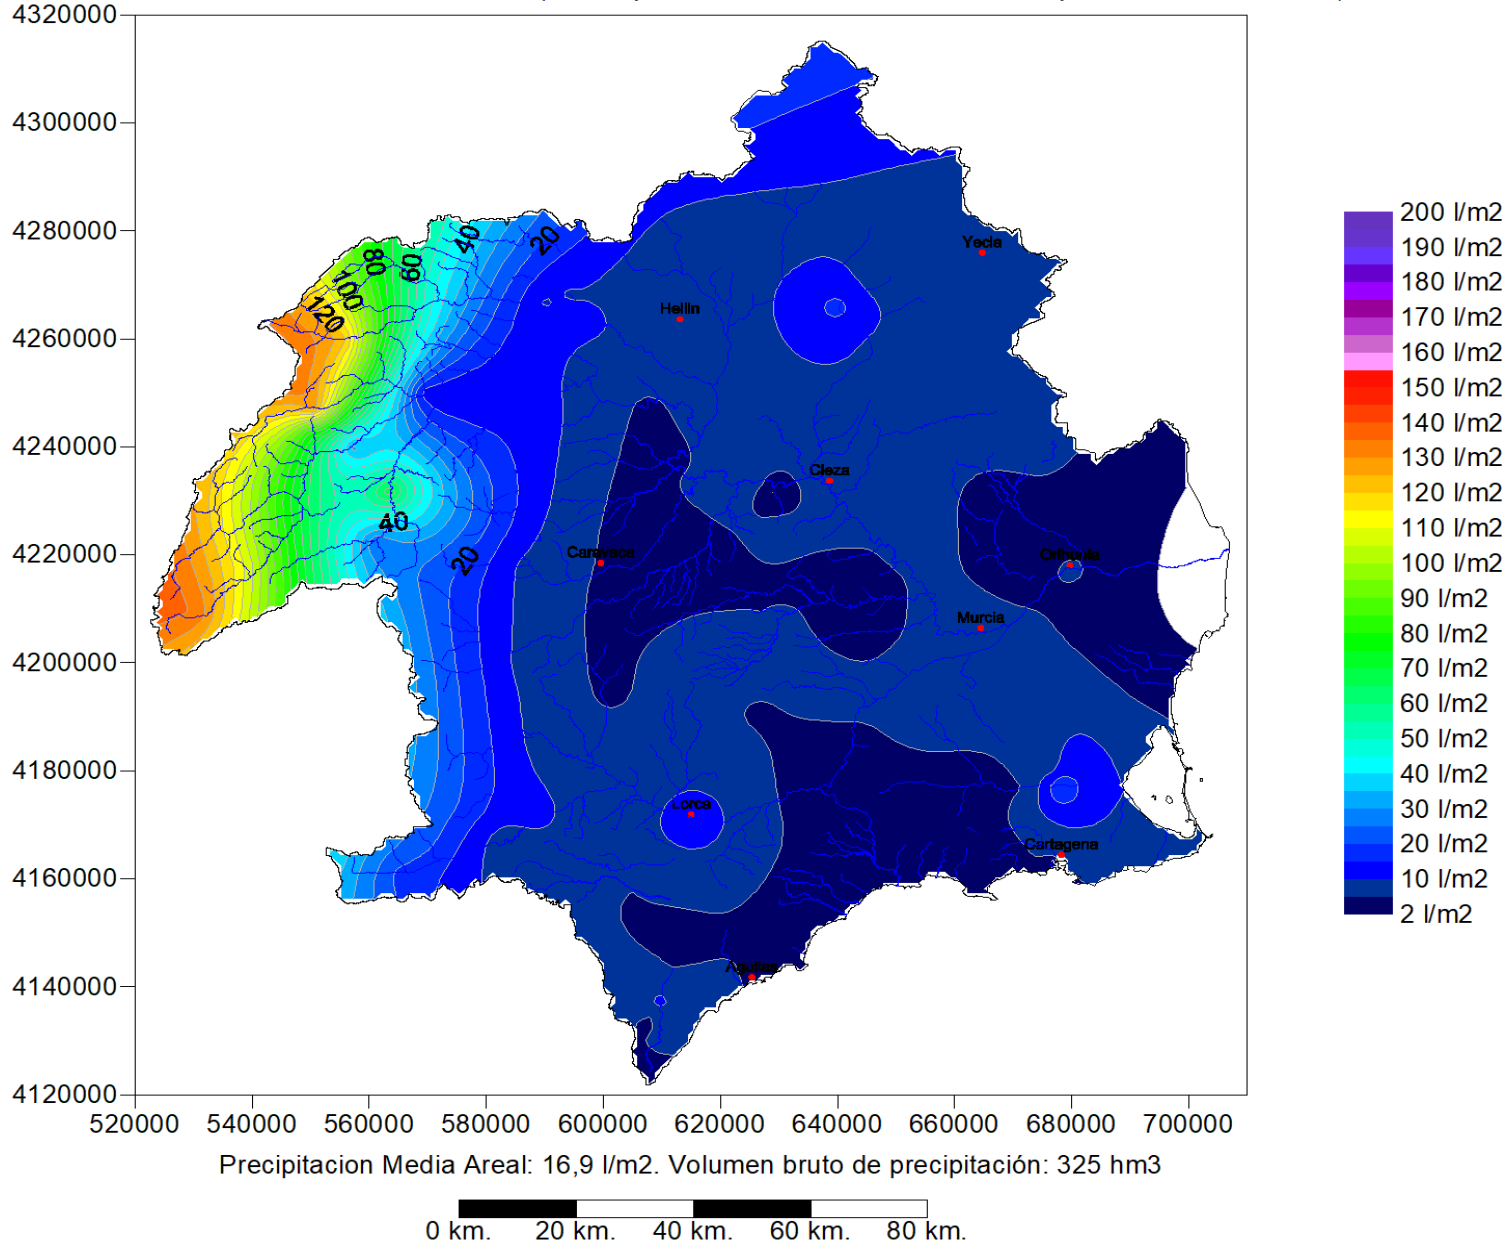 4320000
4300000
4280000
4260000
4240000
4220000
4200000
4180000
4160000
4140000
4120000
520000 540000 560000 580000 600000 620000 640000 660000 680000 700000
120
100
80
60
40
20
40
20
Yecla
Hellin
Cieza
Caravaca
Orihuela
Murcia
Lorca
Cartagena
Aguilas
200 l/m2
190 l/m2
180 l/m2
170 l/m2
160 l/m2
150 l/m2
140 l/m2
130 l/m2
120 l/m2
110 l/m2
100 l/m2
90 l/m2
80 l/m2
70 l/m2
60 l/m2
50 l/m2
40 l/m2
30 l/m2
20 l/m2
10 l/m2
2 l/m2
Precipitacion Media Areal: 16,9 l/m2. Volumen bruto de precipitación: 325 hm3
0 km. 20 km. 40 km. 60 km. 80 km.